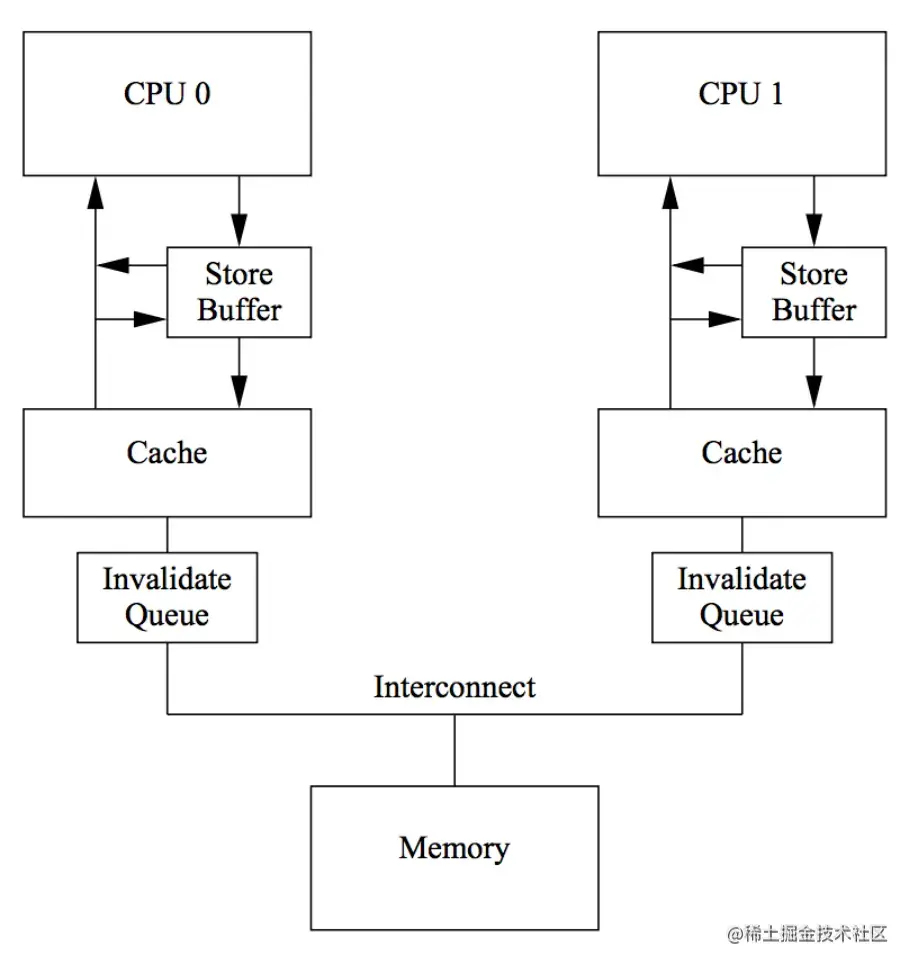 CPU 0
CPU 1
Store
Buffer
Store
Buffer
Cache
Cache
Invalidate
Queue
Invalidate
Queue
Interconnect
Memory
@稀土掘金技术社区